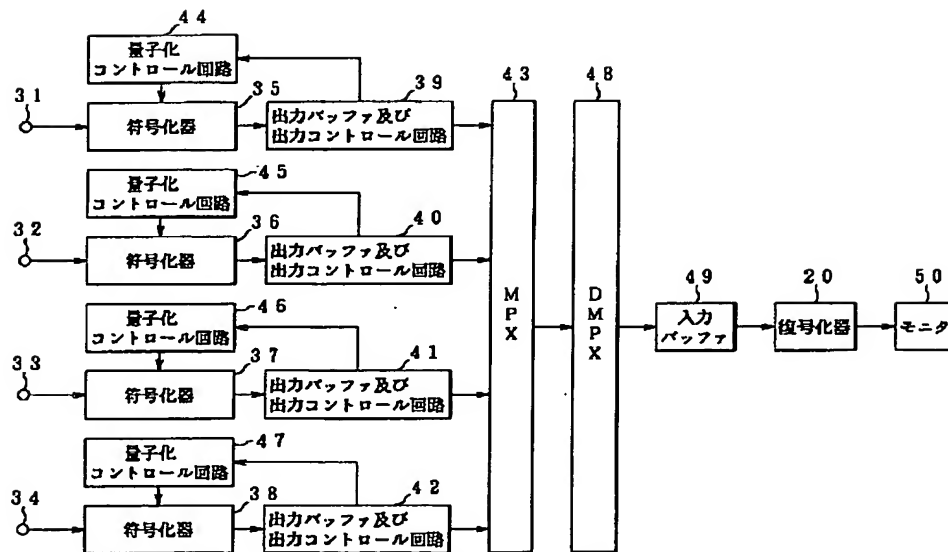 44
量子化
コントロール回路
31
35
符号化器
39
出力バッファ及び
出力コントロール回路
43
48
45
量子化
コントロール回路
32
36
符号化器
40
出力バッファ及び
出力コントロール回路
MPX
DMPX
49
入力
バッファ
20
復号化器
50
モニタ
46
量子化
コントロール回路
33
37
符号化器
41
出力バッファ及び
出力コントロール回路
47
量子化
コントロール回路
34
38
符号化器
42
出力バッファ及び
出力コントロール回路